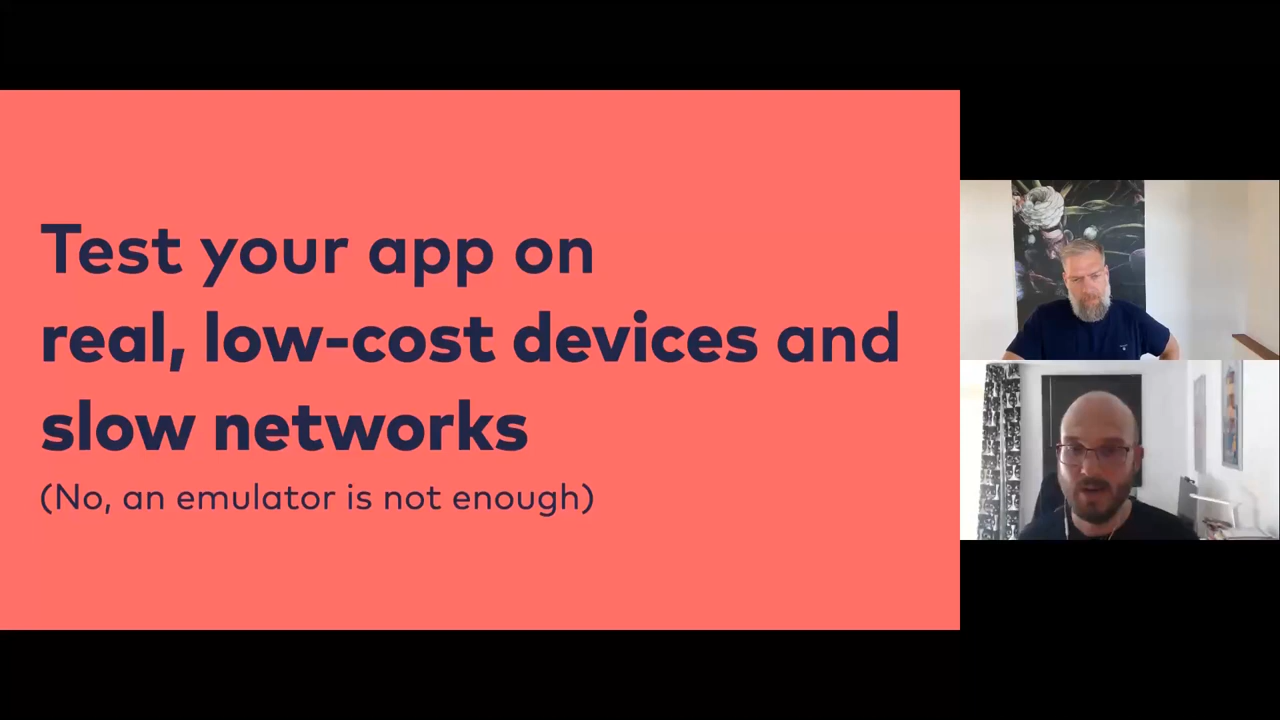 Test your app on
real, low-cost devices and
slow networks
(No, an emulator is not enough)